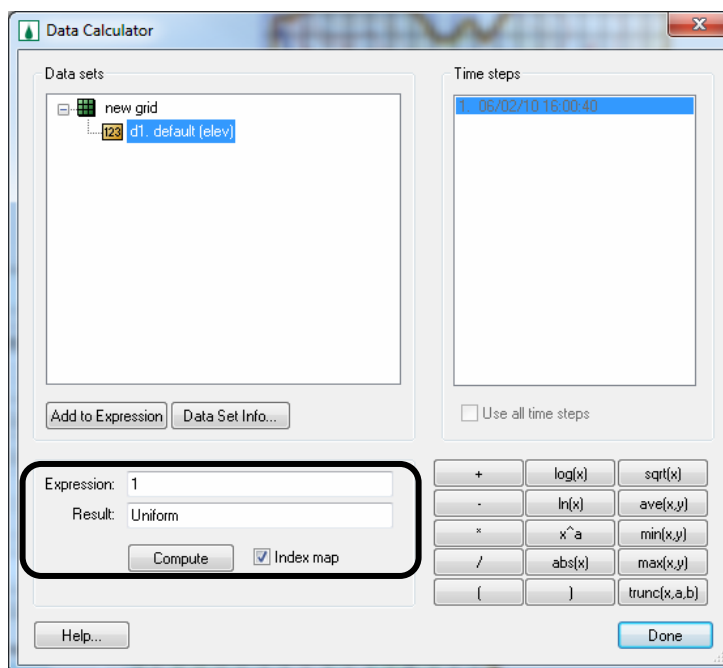 Data Calculator
Data sets
new grid
123 d1. default (elev)
Add to Expression Data Set Info...
Time steps
1. 06/02/10 16:00:40
Use all time steps
Expression: 1
Result: Uniform
Compute Index map
+ log(x) sqrt(x)
- ln(x) ave(x,y)
* x^a min(x,y)
/ abs(x) max(x,y)
( ) trunc(x,a,b)
Help... Done